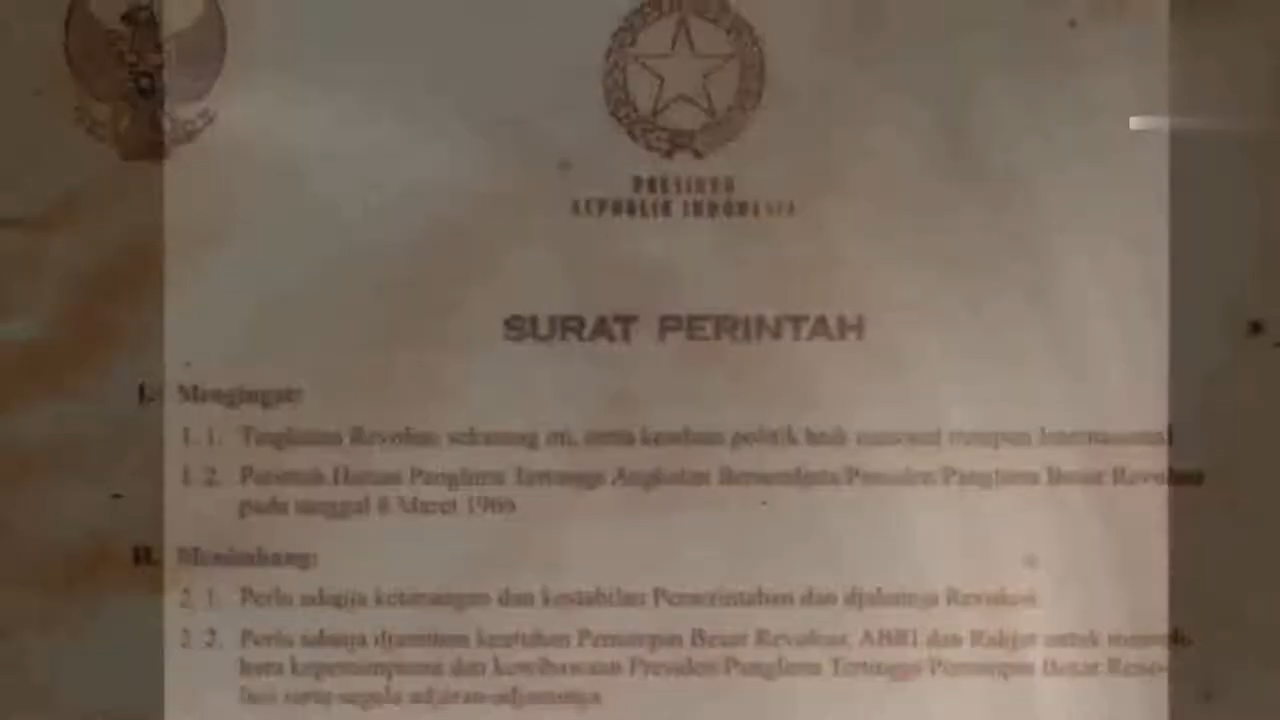 PRESIDEN
REPUBLIK INDONESIA
SURAT PERINTAH
I. Mengingat:
1. 1. Tingkatan Revolusi sekarang ini, serta keadaan politik baik nasional maupun Internasional
1. 2. Perintah Harian Panglima Tertinggi Angkatan Bersendjata/Presiden/Panglima Besar Revolusi
pada tanggal 8 Maret 1966
II. Menimbang:
2. 1. Perlu adanja ketenangan dan kestabilan Pemerintahan dan djalannja Revolusi.
2. 2. Perlu adanja djaminan keutuhan Pemimpin Besar Revolusi, ABRI dan Rakjat untuk memeli-
hara kepemimpinan dan kewibawaan Presiden/Panglima Tertinggi/Pemimpin Besar Revo-
lusi serta segala adjaran-adjarannja